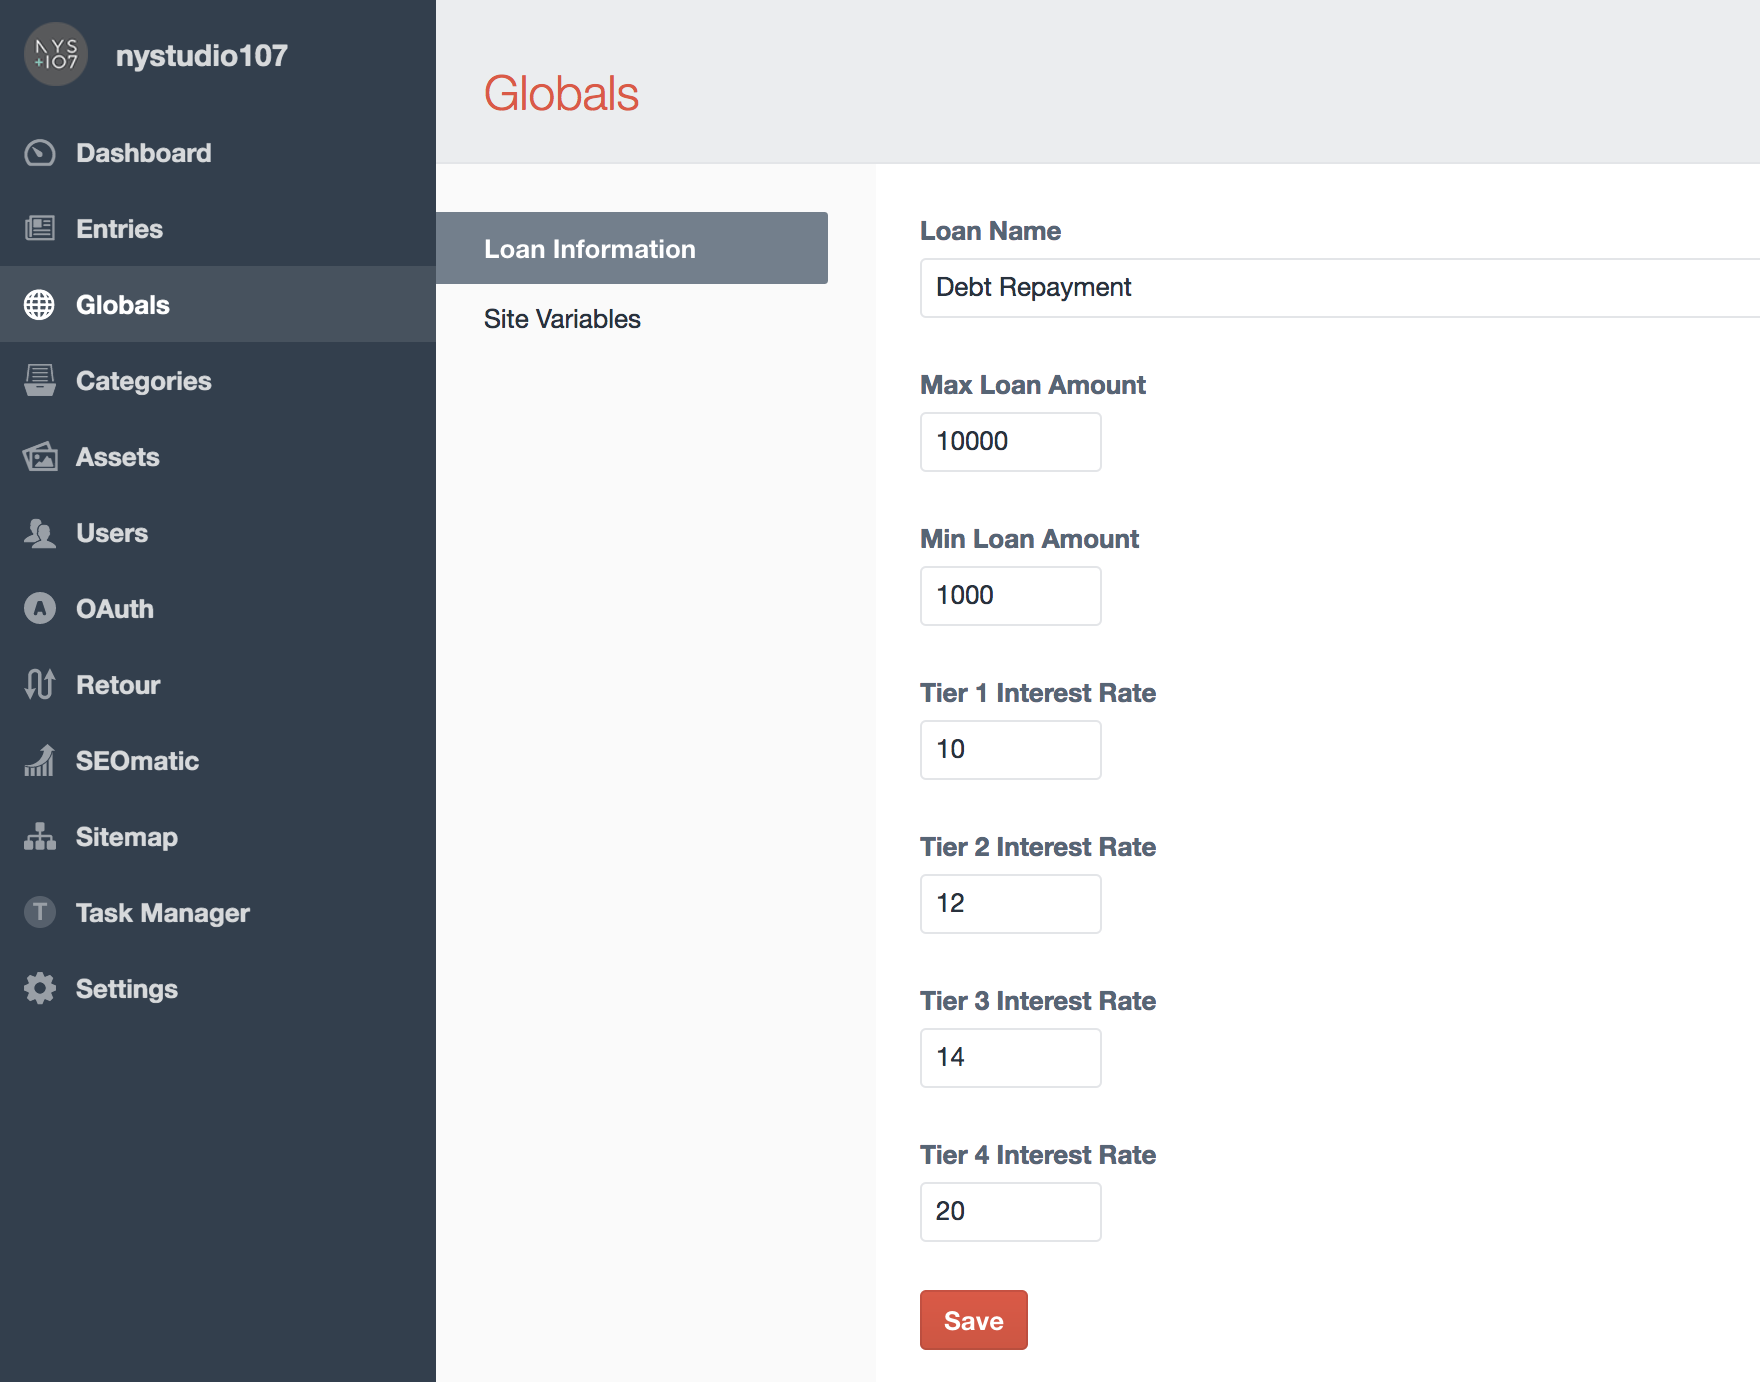 NYS
+107
nystudio107
Dashboard
Entries
Globals
Categories
Assets
Users
A
OAuth
Retour
SEOmatic
Sitemap
T
Task Manager
Settings
Globals
Loan Information
Site Variables
Loan Name
Debt Repayment
Max Loan Amount
10000
Min Loan Amount
1000
Tier 1 Interest Rate
10
Tier 2 Interest Rate
12
Tier 3 Interest Rate
14
Tier 4 Interest Rate
20
Save